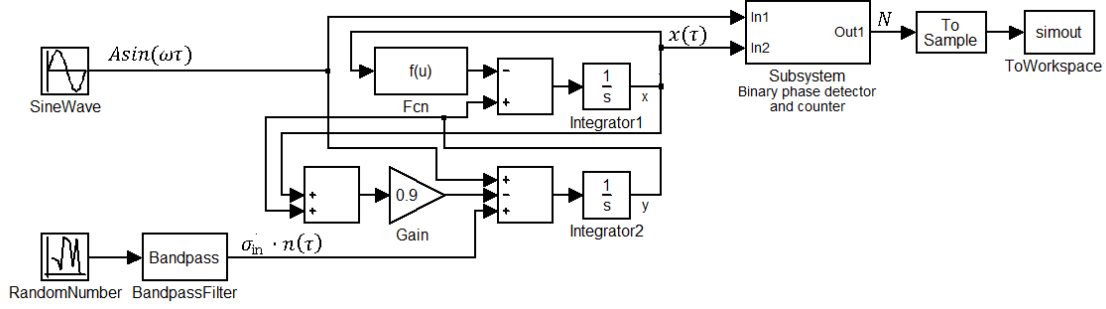 Asin(ωτ)
SineWave
f(u)
Fcn
−
+
1
s
x
Integrator1
x(τ)
In1
In2
Out1
Subsystem
Binary phase detector
and counter
N
To
Sample
simout
ToWorkspace
+
+
0.9
Gain
+
−
+
1
s
y
Integrator2
RandomNumber
Bandpass
BandpassFilter
σin · n(τ)